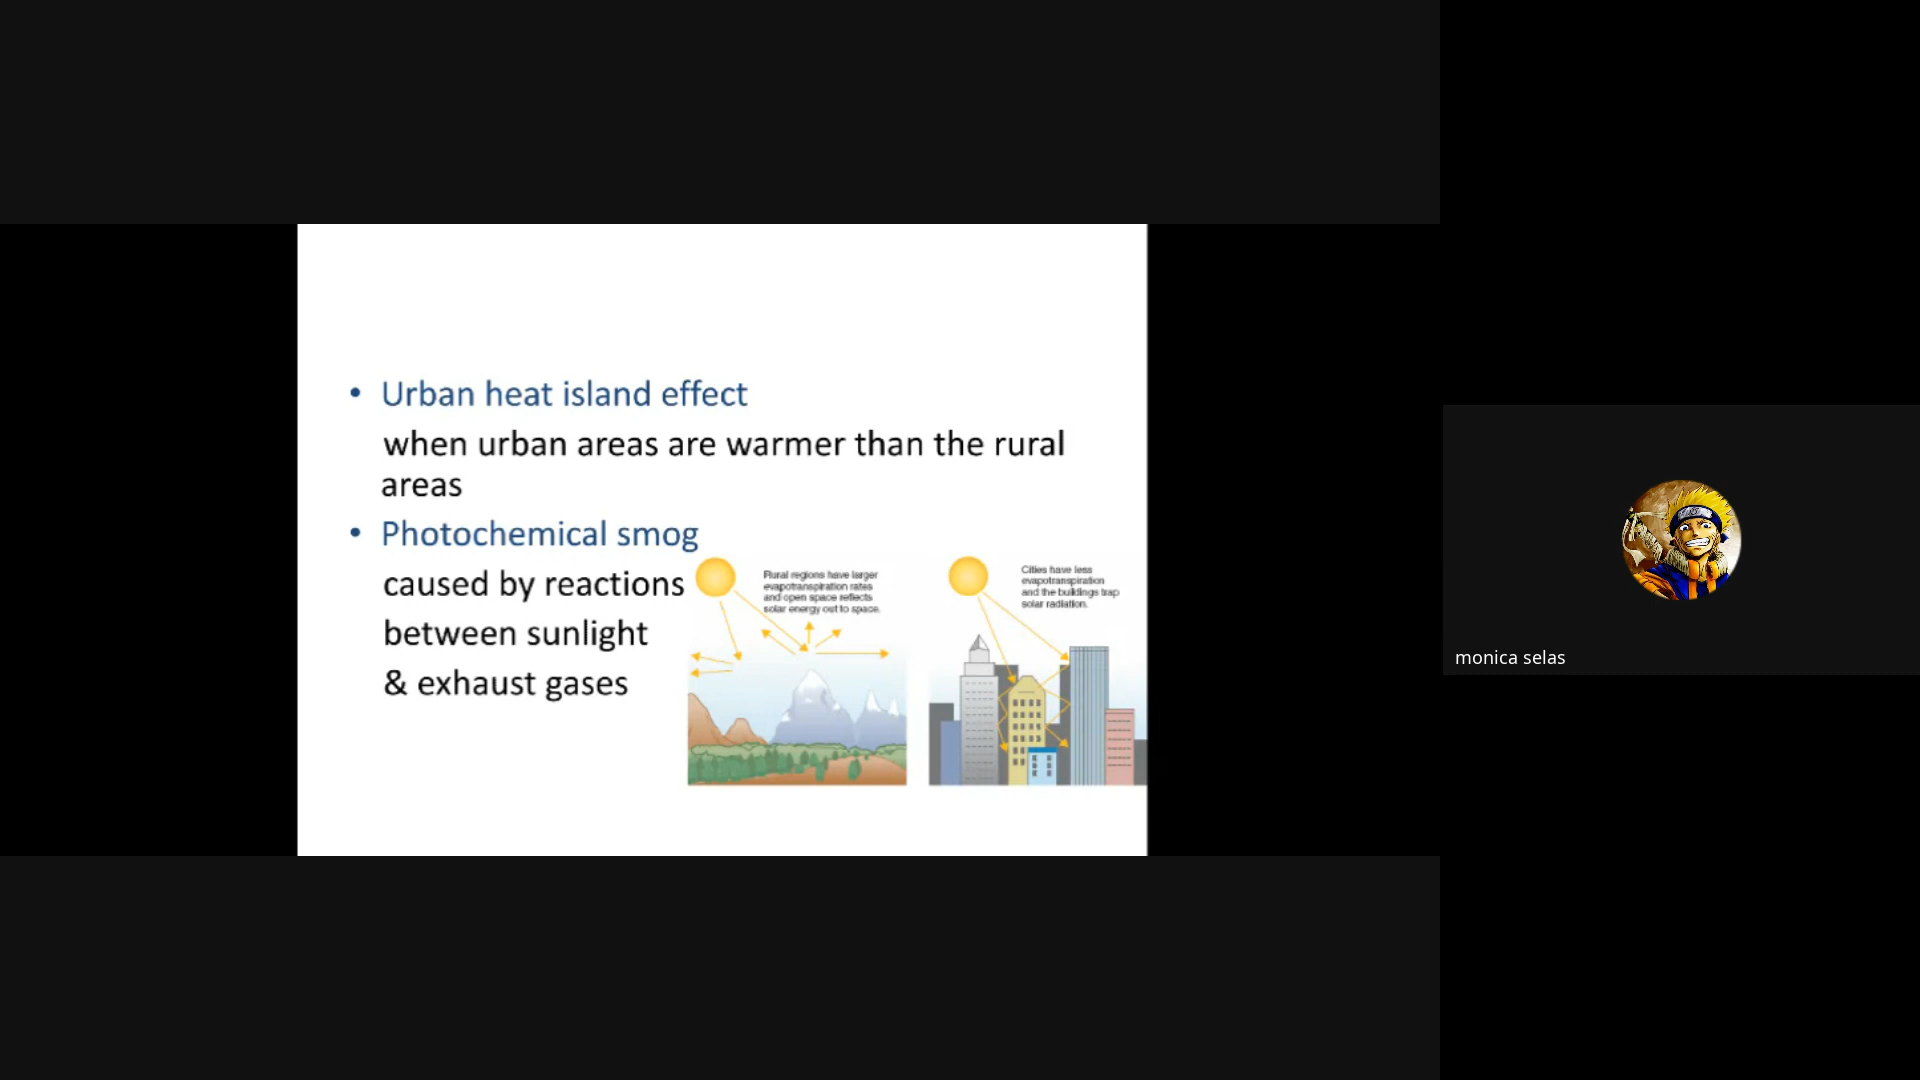 • Urban heat island effect
when urban areas are warmer than the rural
areas
• Photochemical smog
caused by reactions
between sunlight
& exhaust gases
Rural regions have larger
evapotranspiration rates
and open space reflects
solar energy out to space.
Cities have less
evapotranspiration
and the buildings trap
solar radiation.
monica selas